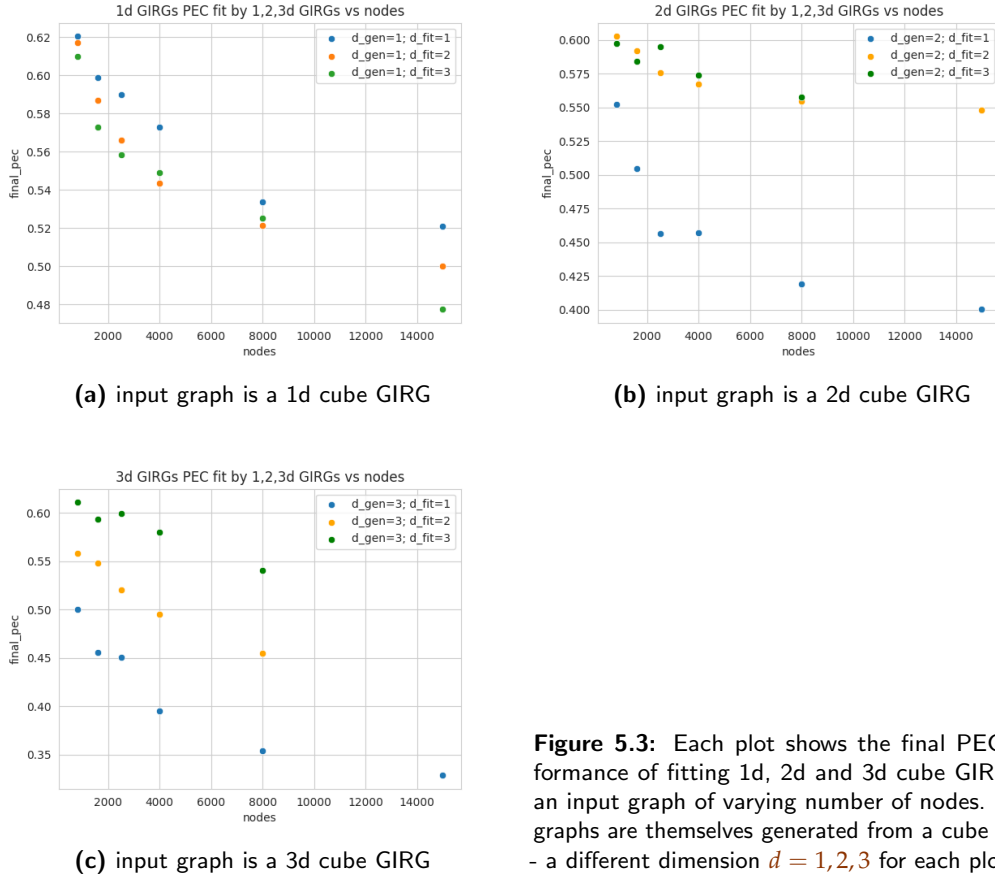 1d GIRGs PEC fit by 1,2,3d GIRGs vs nodes
d_gen=1; d_fit=1
d_gen=1; d_fit=2
d_gen=1; d_fit=3
final_pec
0.62
0.60
0.58
0.56
0.54
0.52
0.50
0.48
2000 4000 6000 8000 10000 12000 14000
nodes
(a) input graph is a 1d cube GIRG
2d GIRGs PEC fit by 1,2,3d GIRGs vs nodes
d_gen=2; d_fit=1
d_gen=2; d_fit=2
d_gen=2; d_fit=3
final_pec
0.600
0.575
0.550
0.525
0.500
0.475
0.450
0.425
0.400
2000 4000 6000 8000 10000 12000 14000
nodes
(b) input graph is a 2d cube GIRG
3d GIRGs PEC fit by 1,2,3d GIRGs vs nodes
d_gen=3; d_fit=1
d_gen=3; d_fit=2
d_gen=3; d_fit=3
final_pec
0.60
0.55
0.50
0.45
0.40
0.35
2000 4000 6000 8000 10000 12000 14000
nodes
(c) input graph is a 3d cube GIRG
Figure 5.3: Each plot shows the final PEC
formance of fitting 1d, 2d and 3d cube GIR
an input graph of varying number of nodes.
graphs are themselves generated from a cube
- a different dimension d = 1, 2, 3 for each plo